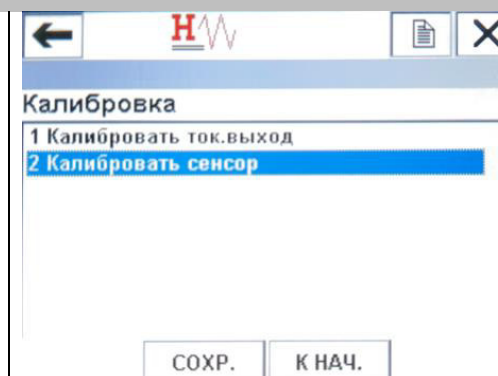 H
Калибровка
1 Калибровать ток.выход
2 Калибровать сенсор
СОХР.
К НАЧ.